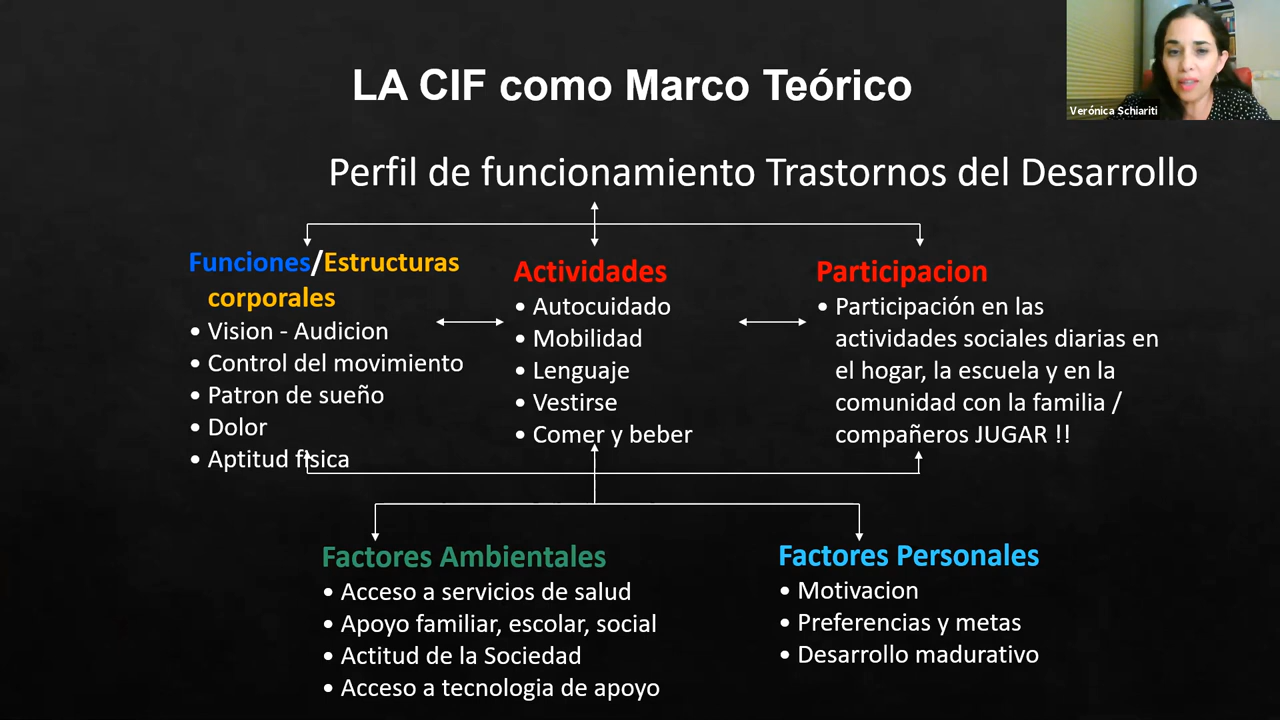 LA CIF como Marco Teórico
Verónica Schiariti
Perfil de funcionamiento Trastornos del Desarrollo
Funciones/Estructuras
corporales
• Vision - Audicion
• Control del movimiento
• Patron de sueño
• Dolor
• Aptitud física
Actividades
• Autocuidado
• Mobilidad
• Lenguaje
• Vestirse
• Comer y beber
Participacion
• Participación en las
actividades sociales diarias en
el hogar, la escuela y en la
comunidad con la familia /
compañeros JUGAR !!
Factores Ambientales
• Acceso a servicios de salud
• Apoyo familiar, escolar, social
• Actitud de la Sociedad
• Acceso a tecnologia de apoyo
Factores Personales
• Motivacion
• Preferencias y metas
• Desarrollo madurativo